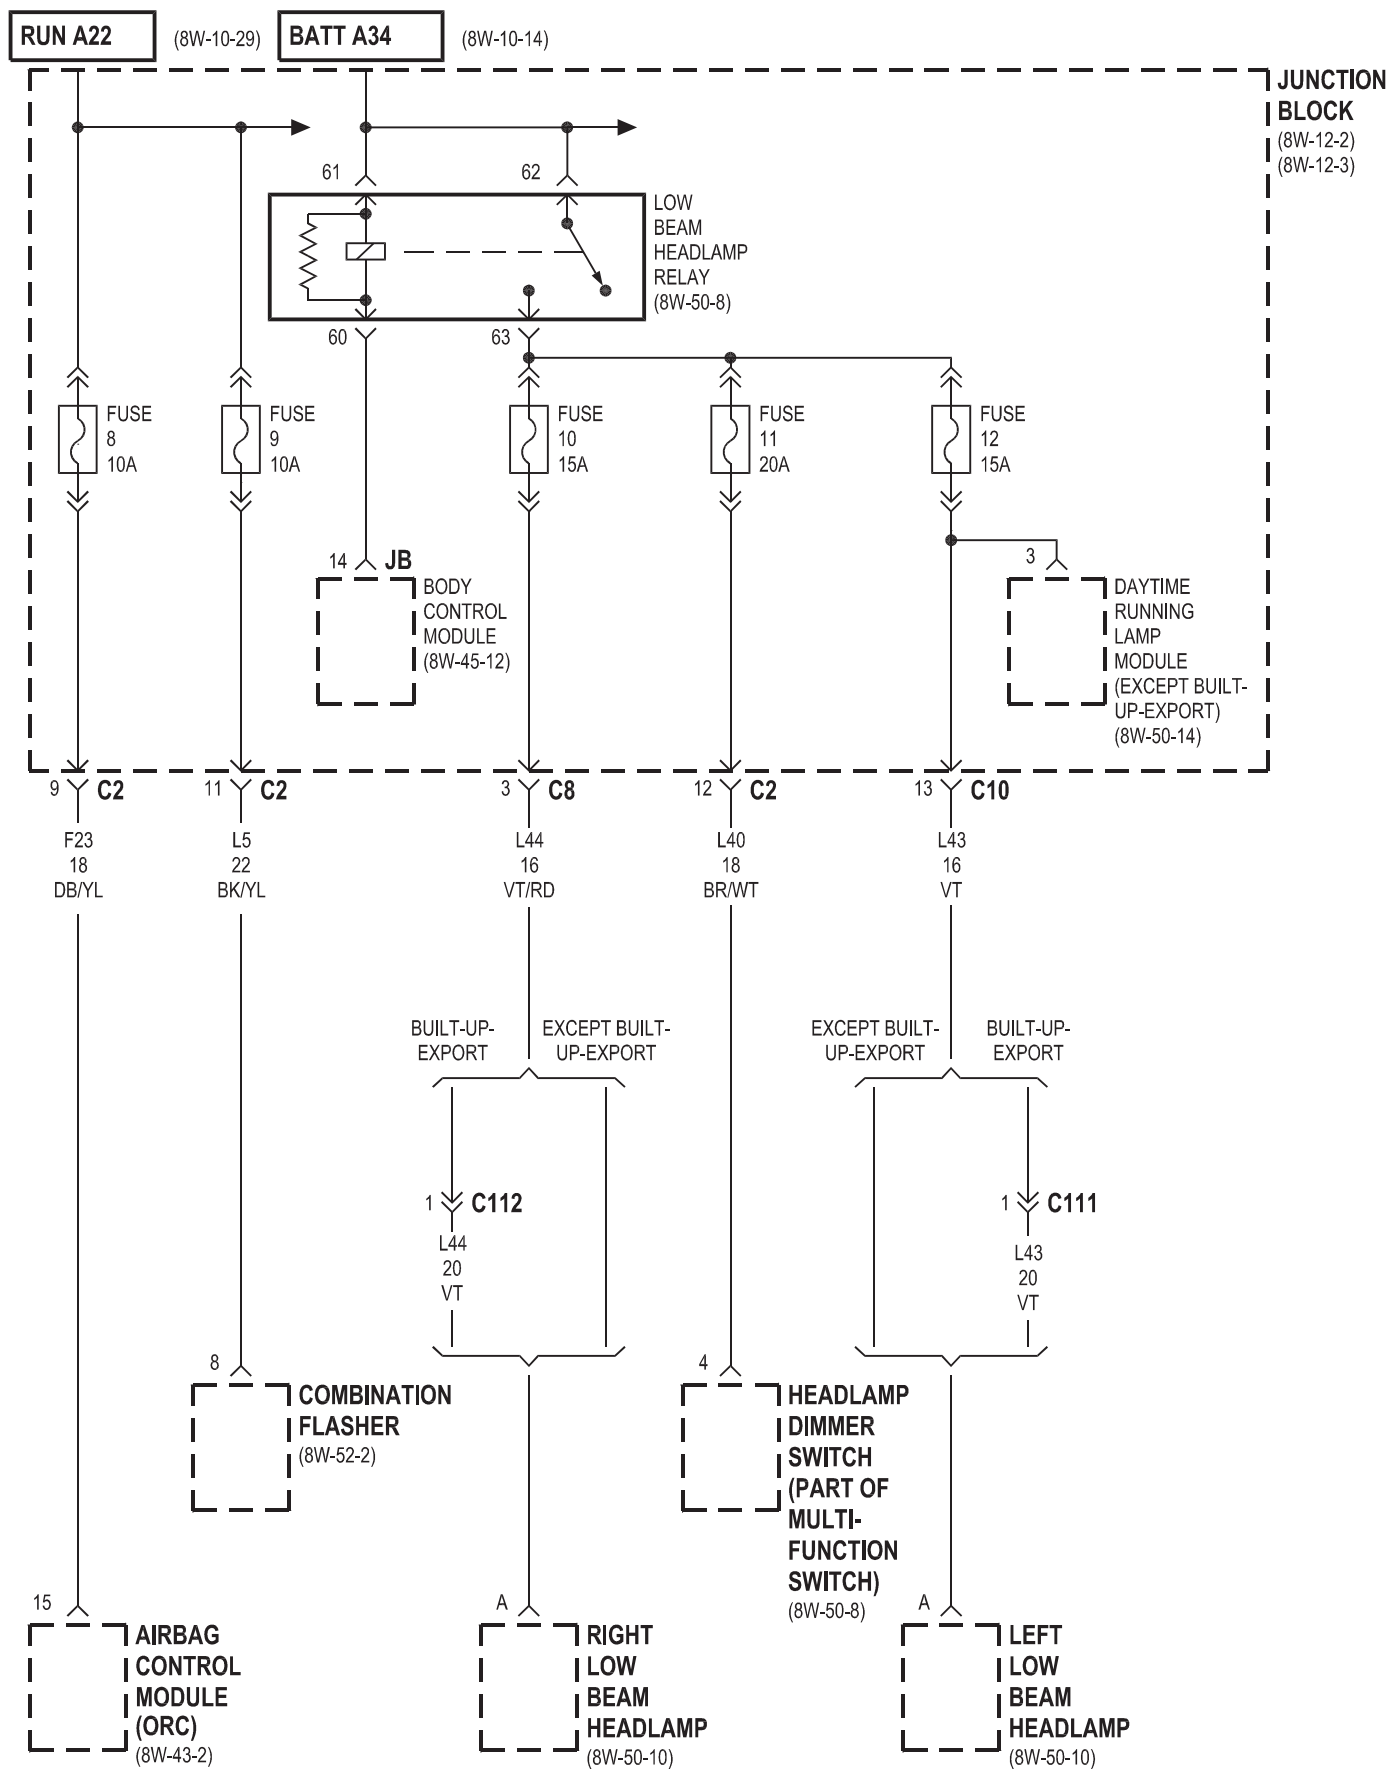 RUN A22
(8W-10-29)
BATT A34
(8W-10-14)
JUNCTION
BLOCK
(8W-12-2)
(8W-12-3)
61
62
LOW
BEAM
HEADLAMP
RELAY
(8W-50-8)
60
63
FUSE
8
10A
FUSE
9
10A
FUSE
10
15A
FUSE
11
20A
FUSE
12
15A
14
JB
BODY
CONTROL
MODULE
(8W-45-12)
3
DAYTIME
RUNNING
LAMP
MODULE
(EXCEPT BUILT-
UP-EXPORT)
(8W-50-14)
9
C2
11
C2
3
C8
12
C2
13
C10
F23
18
DB/YL
L5
22
BK/YL
L44
16
VT/RD
L40
18
BR/WT
L43
16
VT
BUILT-UP-
EXPORT
EXCEPT BUILT-
UP-EXPORT
EXCEPT BUILT-
UP-EXPORT
BUILT-UP-
EXPORT
1
C112
L44
20
VT
1
C111
L43
20
VT
8
COMBINATION
FLASHER
(8W-52-2)
4
HEADLAMP
DIMMER
SWITCH
(PART OF
MULTI-
FUNCTION
SWITCH)
(8W-50-8)
15
AIRBAG
CONTROL
MODULE
(ORC)
(8W-43-2)
A
RIGHT
LOW
BEAM
HEADLAMP
(8W-50-10)
A
LEFT
LOW
BEAM
HEADLAMP
(8W-50-10)